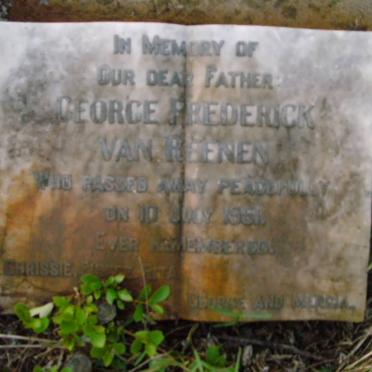 In Memory of
Our dear Father
George Frederick
van Reenen
Who passed away peacefully
on 10 July 1961.
Ever remembered.
Chrissie,
George and Mercia.